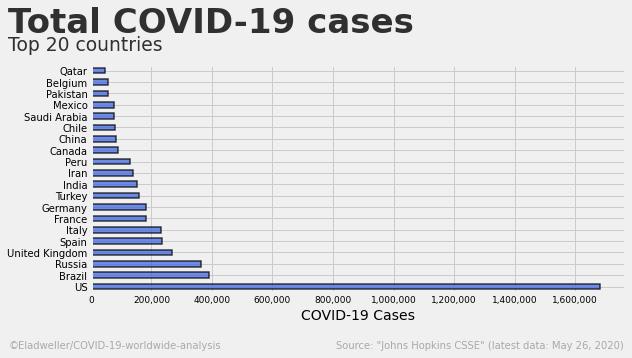 Total COVID-19 cases
Top 20 countries
Qatar
Belgium
Pakistan
Mexico
Saudi Arabia
Chile
China
Canada
Peru
Iran
India
Turkey
Germany
France
Italy
Spain
United Kingdom
Russia
Brazil
US
0 200,000 400,000 600,000 800,000 1,000,000 1,200,000 1,400,000 1,600,000
COVID-19 Cases
©Eladweller/COVID-19-worldwide-analysis Source: "Johns Hopkins CSSE" (latest data: May 26, 2020)